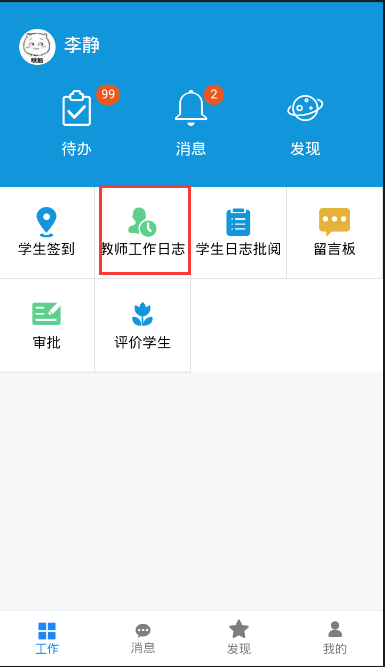 李静
99
2
待办
消息
发现
学生签到
教师工作日志
学生日志批阅
留言板
审批
评价学生
工作
消息
发现
我的